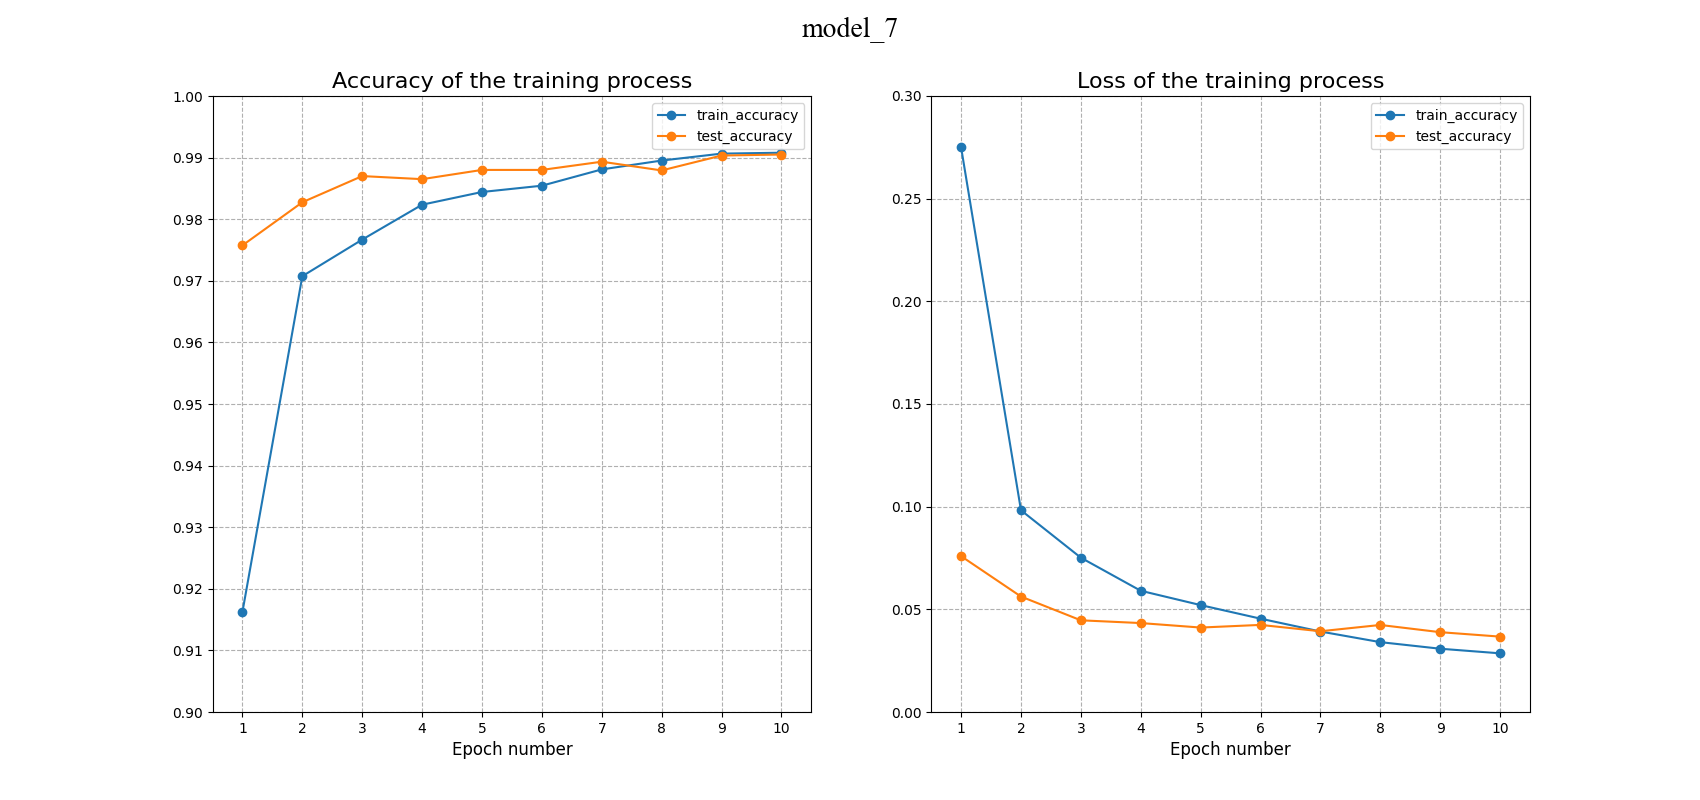 model_7
Accuracy of the training process
1.00
0.99
0.98
0.97
0.96
0.95
0.94
0.93
0.92
0.91
0.90
train_accuracy
test_accuracy
1 2 3 4 5 6 7 8 9 10
Epoch number
Loss of the training process
0.30
0.25
0.20
0.15
0.10
0.05
0.00
train_accuracy
test_accuracy
1 2 3 4 5 6 7 8 9 10
Epoch number